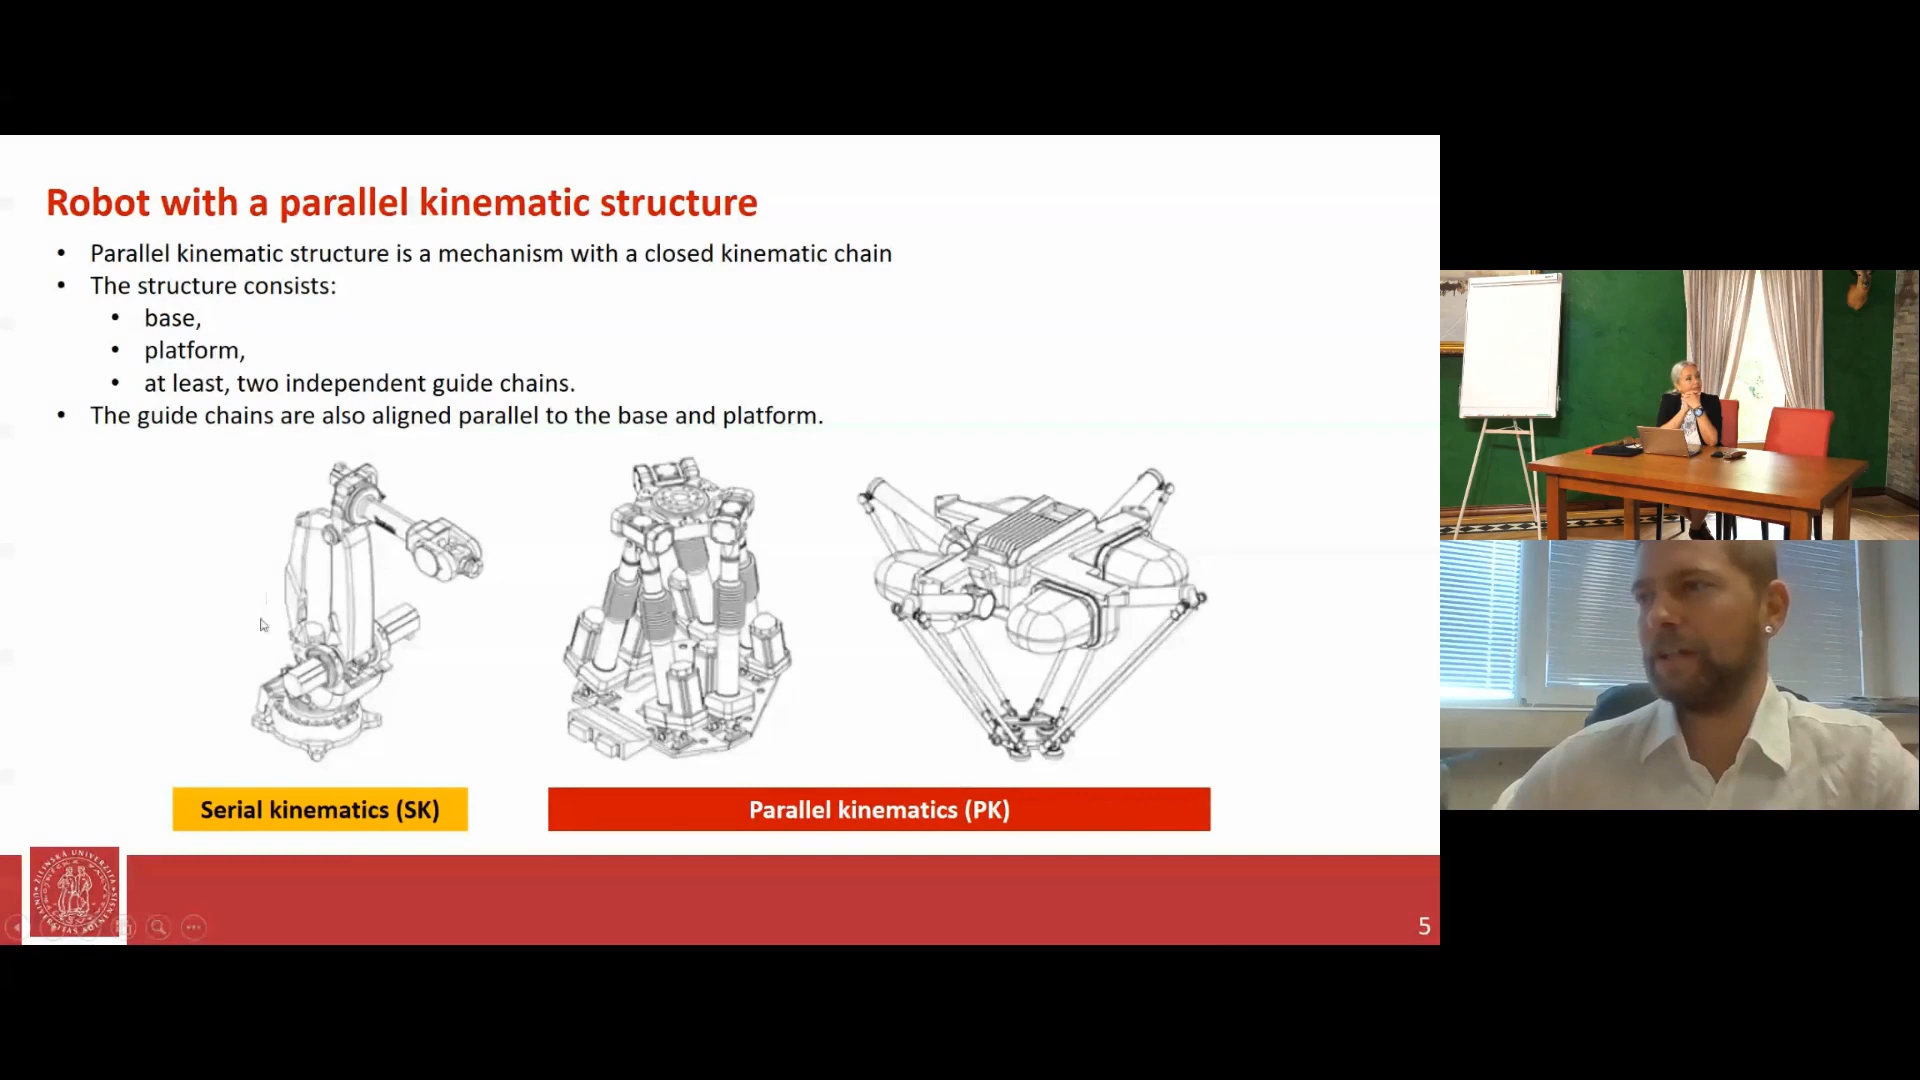 Robot with a parallel kinematic structure
• Parallel kinematic structure is a mechanism with a closed kinematic chain
• The structure consists:
• base,
• platform,
• at least, two independent guide chains.
• The guide chains are also aligned parallel to the base and platform.
Serial kinematics (SK)
Parallel kinematics (PK)
ŽILINSKÁ UNIVERZITA
5